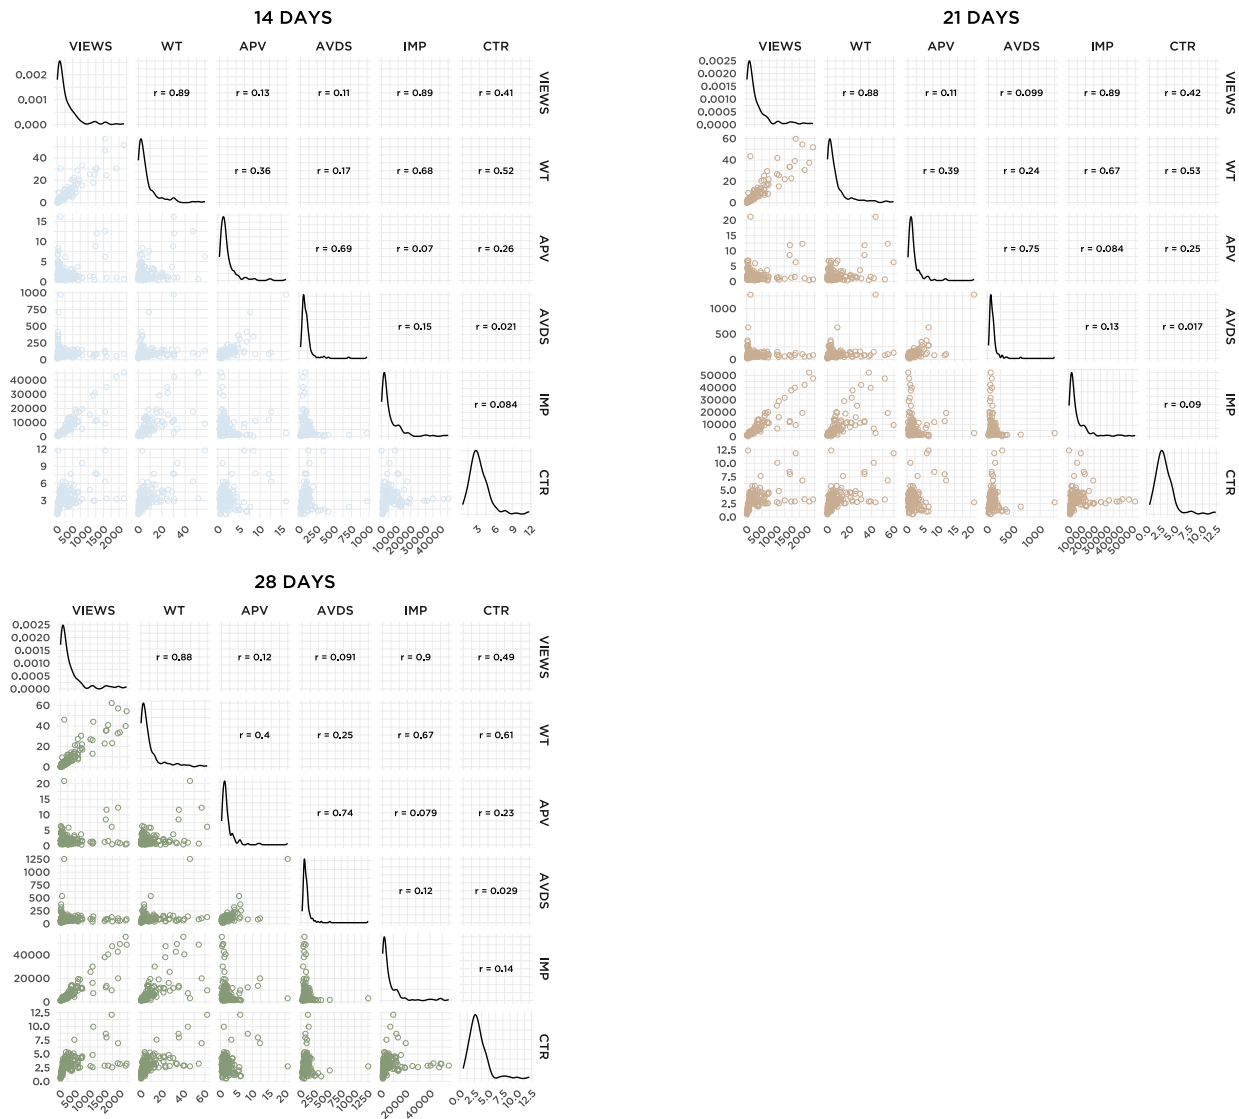 14 DAYS
VIEWS WT APV AVDS IMP CTR
0.002
0.001
0.000
r = 0.89 r = 0.13 r = 0.11 r = 0.89 r = 0.41
VIEWS
40
20
0
r = 0.36 r = 0.17 r = 0.68 r = 0.52
WT
15
10
5
0
r = 0.69 r = 0.07 r = 0.26
APV
1000
750
500
250
0
r = 0.15 r = 0.021
AVDS
40000
30000
20000
10000
0
r = 0.084
IMP
12
9
6
3
CTR
0 500 1000 1500 2000
0 20 40
0 5 10 15
0 250 500 750 1000
0 10000 20000 30000 40000
3 6 9 12
21 DAYS
VIEWS WT APV AVDS IMP CTR
0.0025
0.0020
0.0015
0.0010
0.0005
0.0000
r = 0.88 r = 0.11 r = 0.099 r = 0.89 r = 0.42
VIEWS
60
40
20
0
r = 0.39 r = 0.24 r = 0.67 r = 0.53
WT
20
15
10
5
0
r = 0.75 r = 0.084 r = 0.25
APV
1000
500
0
r = 0.13 r = 0.017
AVDS
50000
40000
30000
20000
10000
0
r = 0.09
IMP
12.5
10.0
7.5
5.0
2.5
0.0
CTR
0 500 1000 1500 2000
0 20 40 60
0 5 10 15 20
0 500 1000
0 10000 20000 30000 40000 50000
0.0 2.5 5.0 7.5 10.0 12.5
28 DAYS
VIEWS WT APV AVDS IMP CTR
0.0025
0.0020
0.0015
0.0010
0.0005
0.0000
r = 0.88 r = 0.12 r = 0.091 r = 0.9 r = 0.49
VIEWS
60
40
20
0
r = 0.4 r = 0.25 r = 0.67 r = 0.61
WT
20
15
10
5
0
r = 0.74 r = 0.079 r = 0.23
APV
1250
1000
750
500
250
0
r = 0.12 r = 0.029
AVDS
40000
20000
0
r = 0.14
IMP
12.5
10.0
7.5
5.0
2.5
0.0
CTR
0 500 1000 1500 2000
0 20 40 60
0 5 10 15 20
0 250 500 750 1000 1250
0 20000 40000
0.0 2.5 5.0 7.5 10.0 12.5